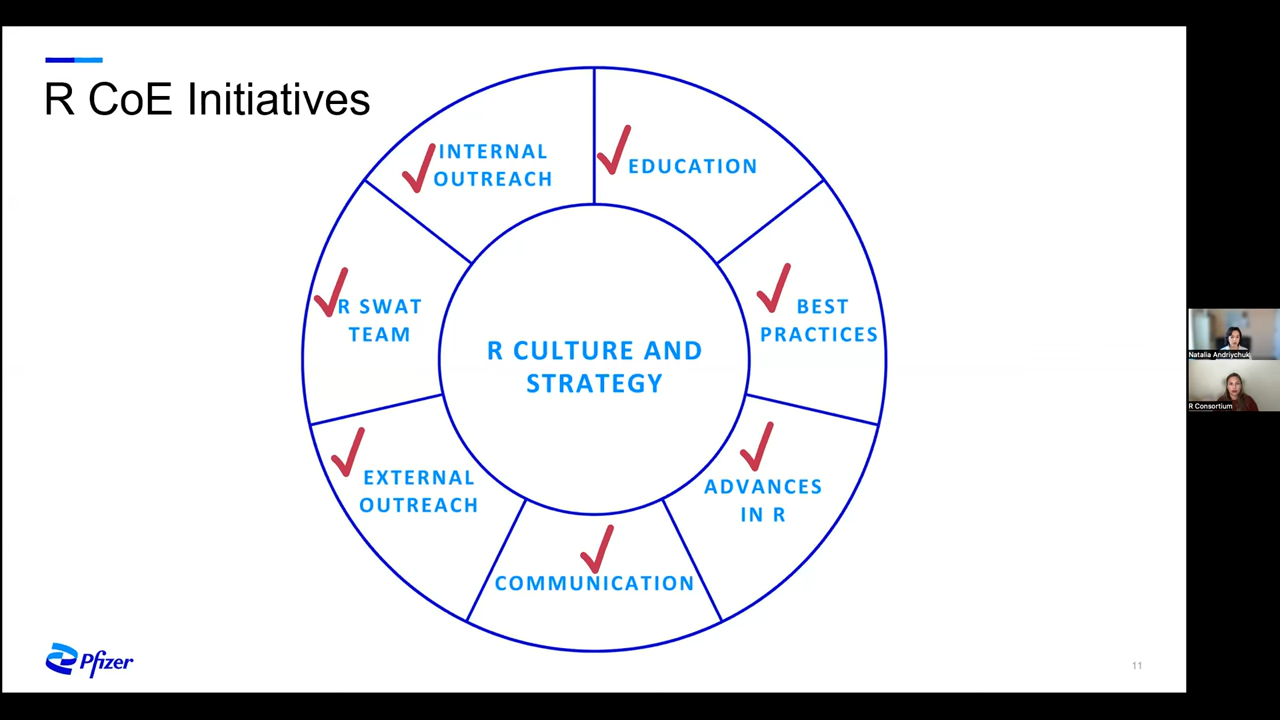 R CoE Initiatives
INTERNAL
OUTREACH
EDUCATION
R SWAT
TEAM
BEST
PRACTICES
R CULTURE AND
STRATEGY
EXTERNAL
OUTREACH
ADVANCES
IN R
COMMUNICATION
Pfizer
11
Natalia Andriychuk
R Consortium